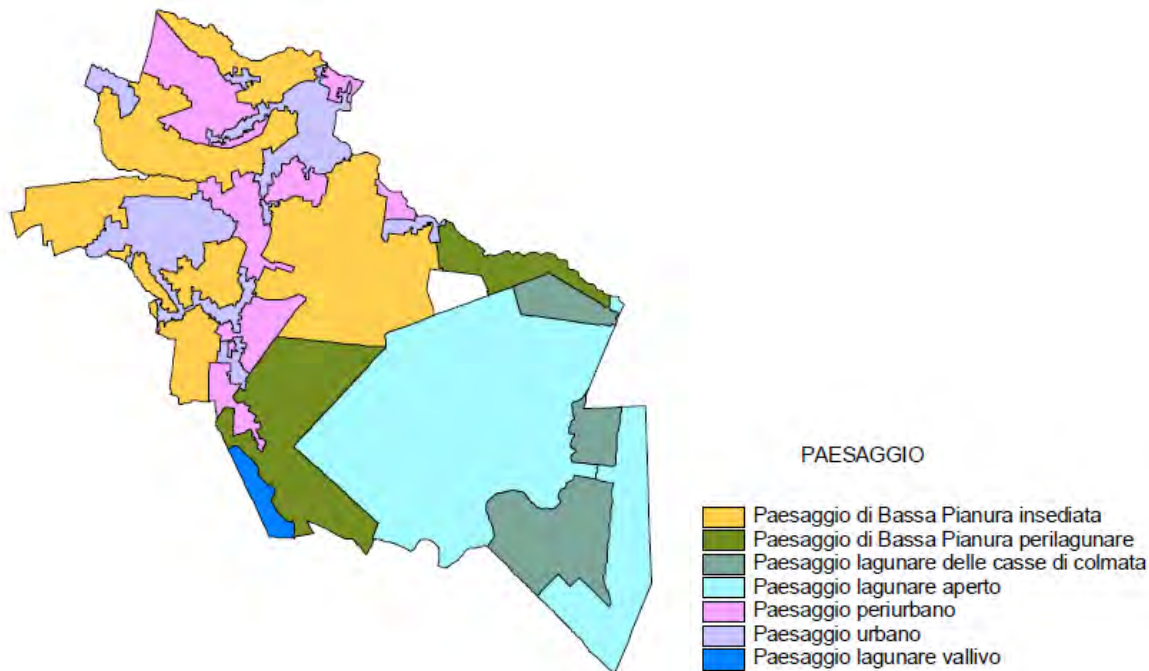 PAESAGGIO
Paesaggio di Bassa Pianura insediata
Paesaggio di Bassa Pianura perilagunare
Paesaggio lagunare delle casse di colmata
Paesaggio lagunare aperto
Paesaggio periurbano
Paesaggio urbano
Paesaggio lagunare vallivo